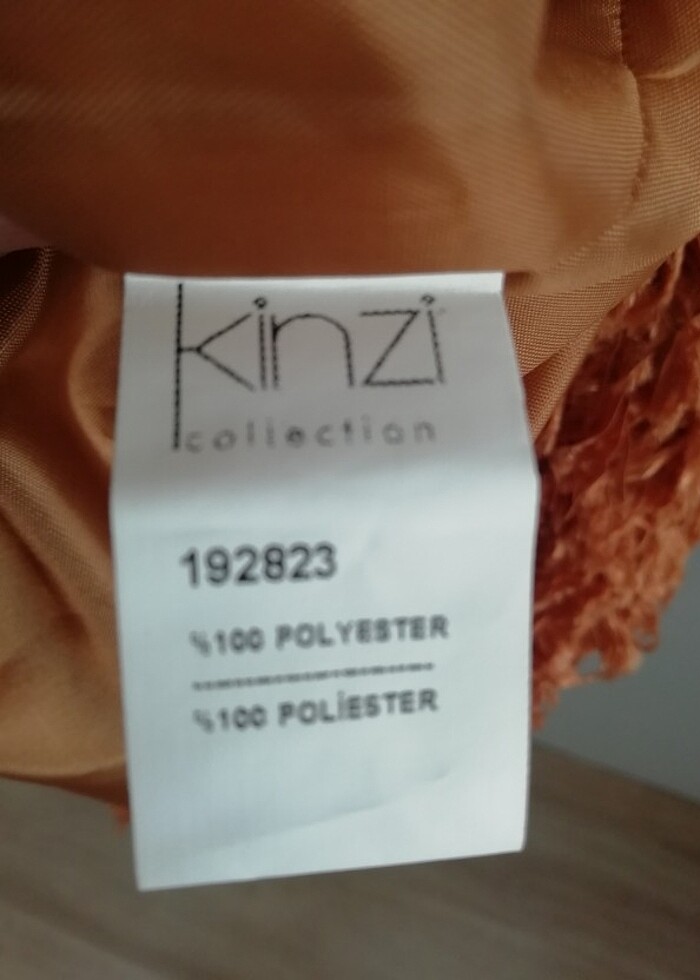 kinzi
collection
192823
%100 POLYESTER
%100 POLİESTER